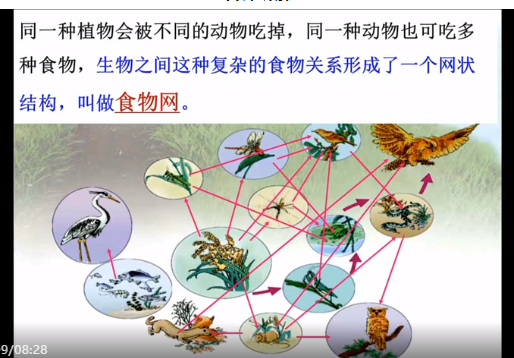 同一种植物会被不同的动物吃掉，同一种动物也可吃多
种食物，生物之间这种复杂的食物关系形成了一个网状
结构，叫做食物网。
9/08:28